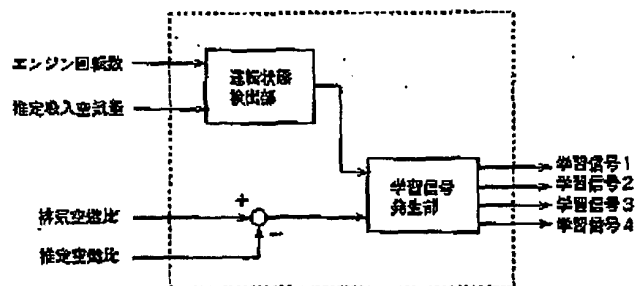 エンジン回転数
推定吸入空気量
運転状態
検出部
学習信号
発生部
学習信号1
学習信号2
学習信号3
学習信号4
+
排気空燃比
−
推定空燃比